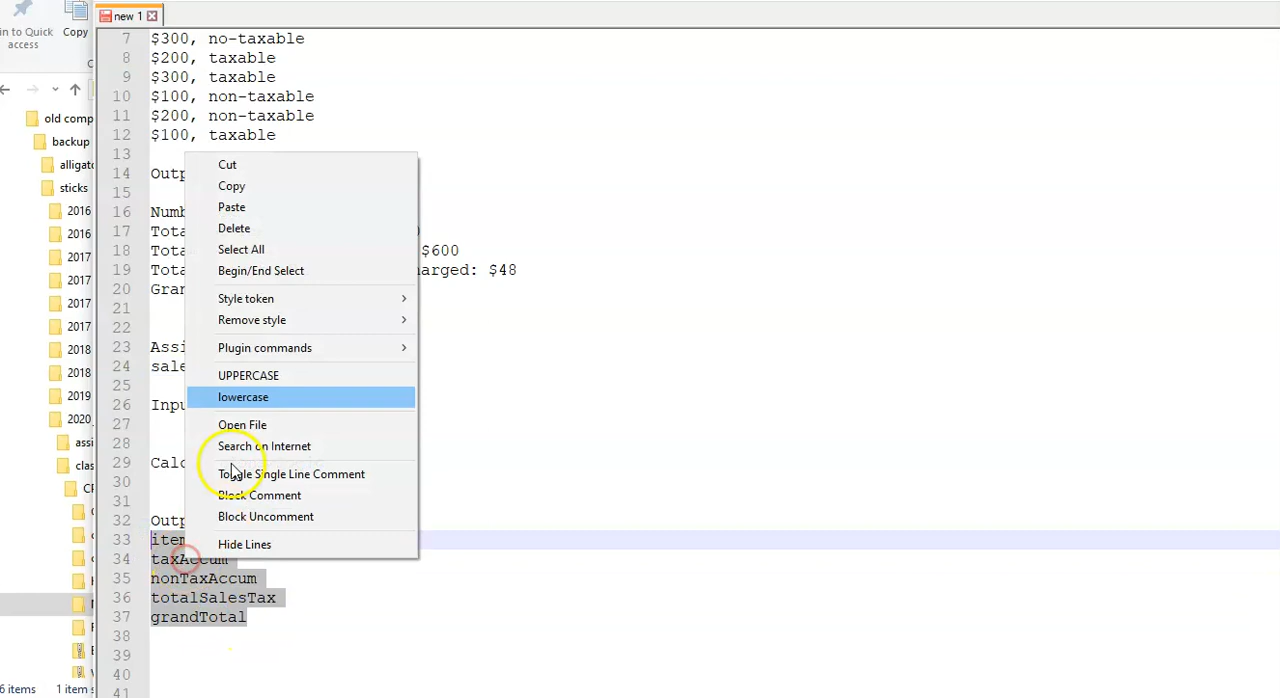 in to Quick
access
Copy
new 1
7 $300, no-taxable
8 $200, taxable
9 $300, taxable
10 $100, non-taxable
11 $200, non-taxable
12 $100, taxable
13
14 Outp
15
16 Numb
17 Tota
18 Tota $600
19 Tota arged: $48
20 Gran
21
22
23 Assi
24 sale
25
26 Inpu
27
28
29 Calc
30
31
32 Outp
33 item
34 taxAccum
35 nonTaxAccum
36 totalSalesTax
37 grandTotal
38
39
40
41
Cut
Copy
Paste
Delete
Select All
Begin/End Select
Style token
Remove style
Plugin commands
UPPERCASE
lowercase
Open File
Search on Internet
Toggle Single Line Comment
Block Comment
Block Uncomment
Hide Lines
old comp
backup
alligato
sticks
2016
2016
2017
2017
2017
2017
2018
2018
2019
2020
assi
clas
6 items 1 item s